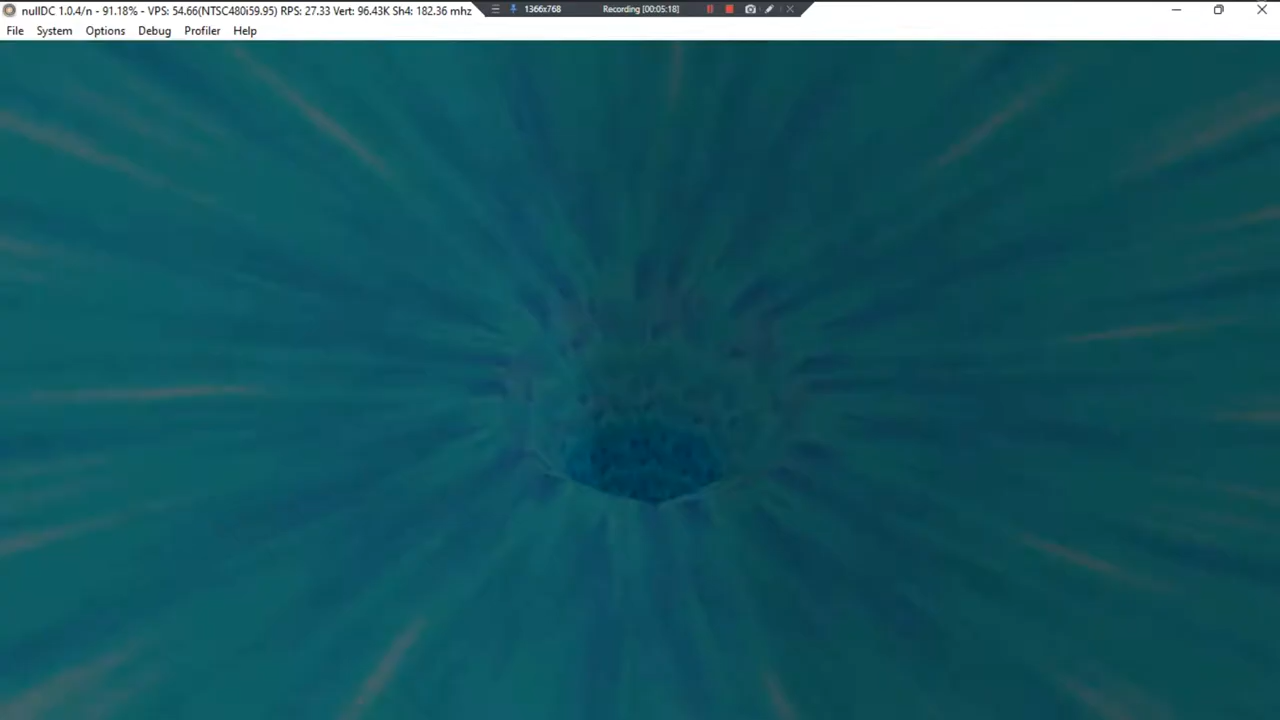 nullDC 1.0.4/n - 91.18% - VPS: 54.66(NTSC480i59.95) RPS: 27.33 Vert: 96.43K Sh4: 182.36 mhz
1366x768
Recording [00:05:18]
File System Options Debug Profiler Help